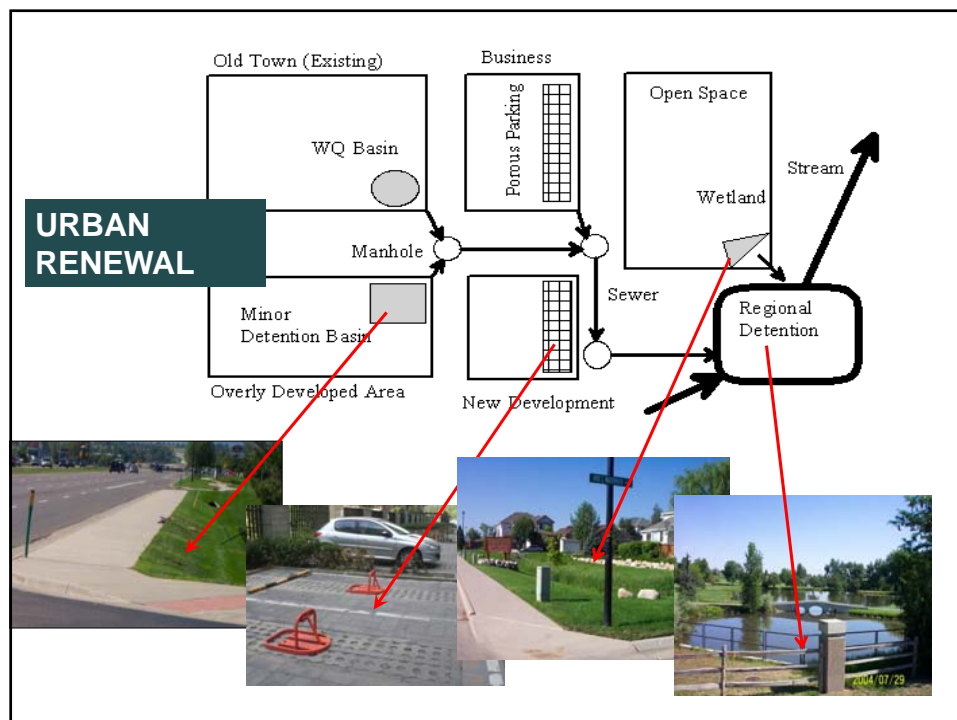 Old Town (Existing)
Business
Open Space
Porous Parking
WQ Basin
Stream
Wetland
URBAN
RENEWAL
Manhole
Sewer
Minor
Detention Basin
Regional
Detention
Overly Developed Area
New Development
2004/07/29